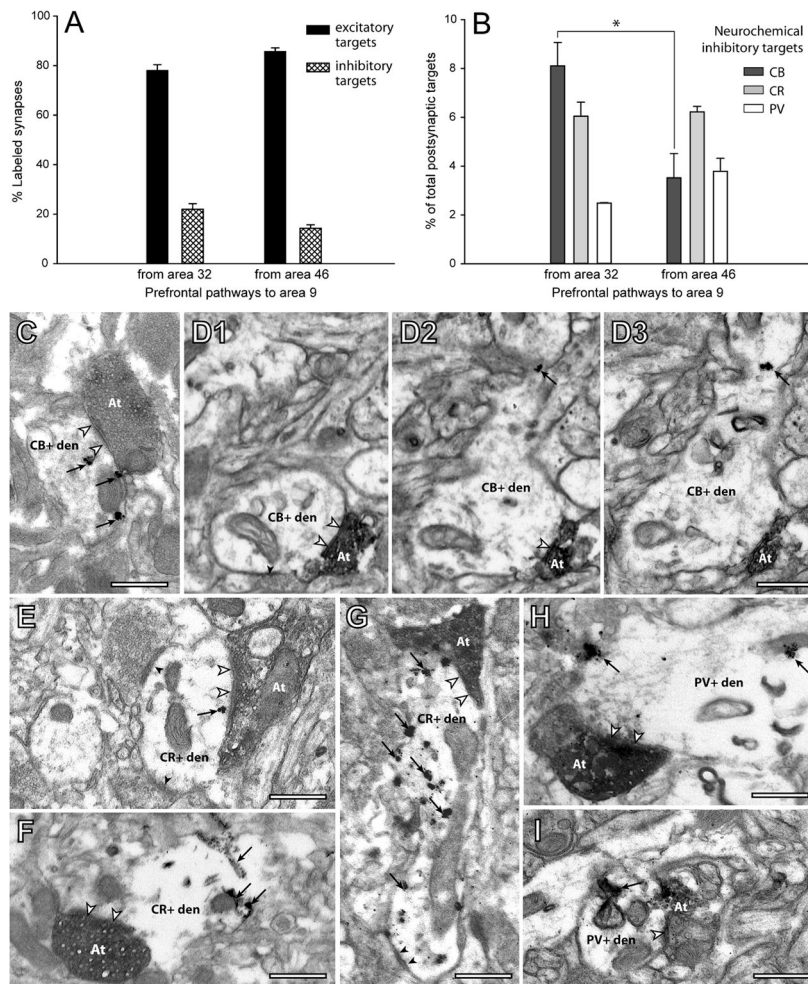 A
excitatory
targets
inhibitory
targets
% Labeled synapses
100
80
60
40
20
0
from area 32
from area 46
Prefrontal pathways to area 9
B
Neurochemical
inhibitory targets
CB
CR
PV
*
% of total postsynaptic targets
10
8
6
4
2
0
from area 32
from area 46
Prefrontal pathways to area 9
C
At
CB+ den
D1
CB+ den
At
D2
CB+ den
At
D3
CB+ den
At
E
At
CR+ den
F
CR+ den
At
G
At
CR+ den
H
PV+ den
At
I
At
PV+ den